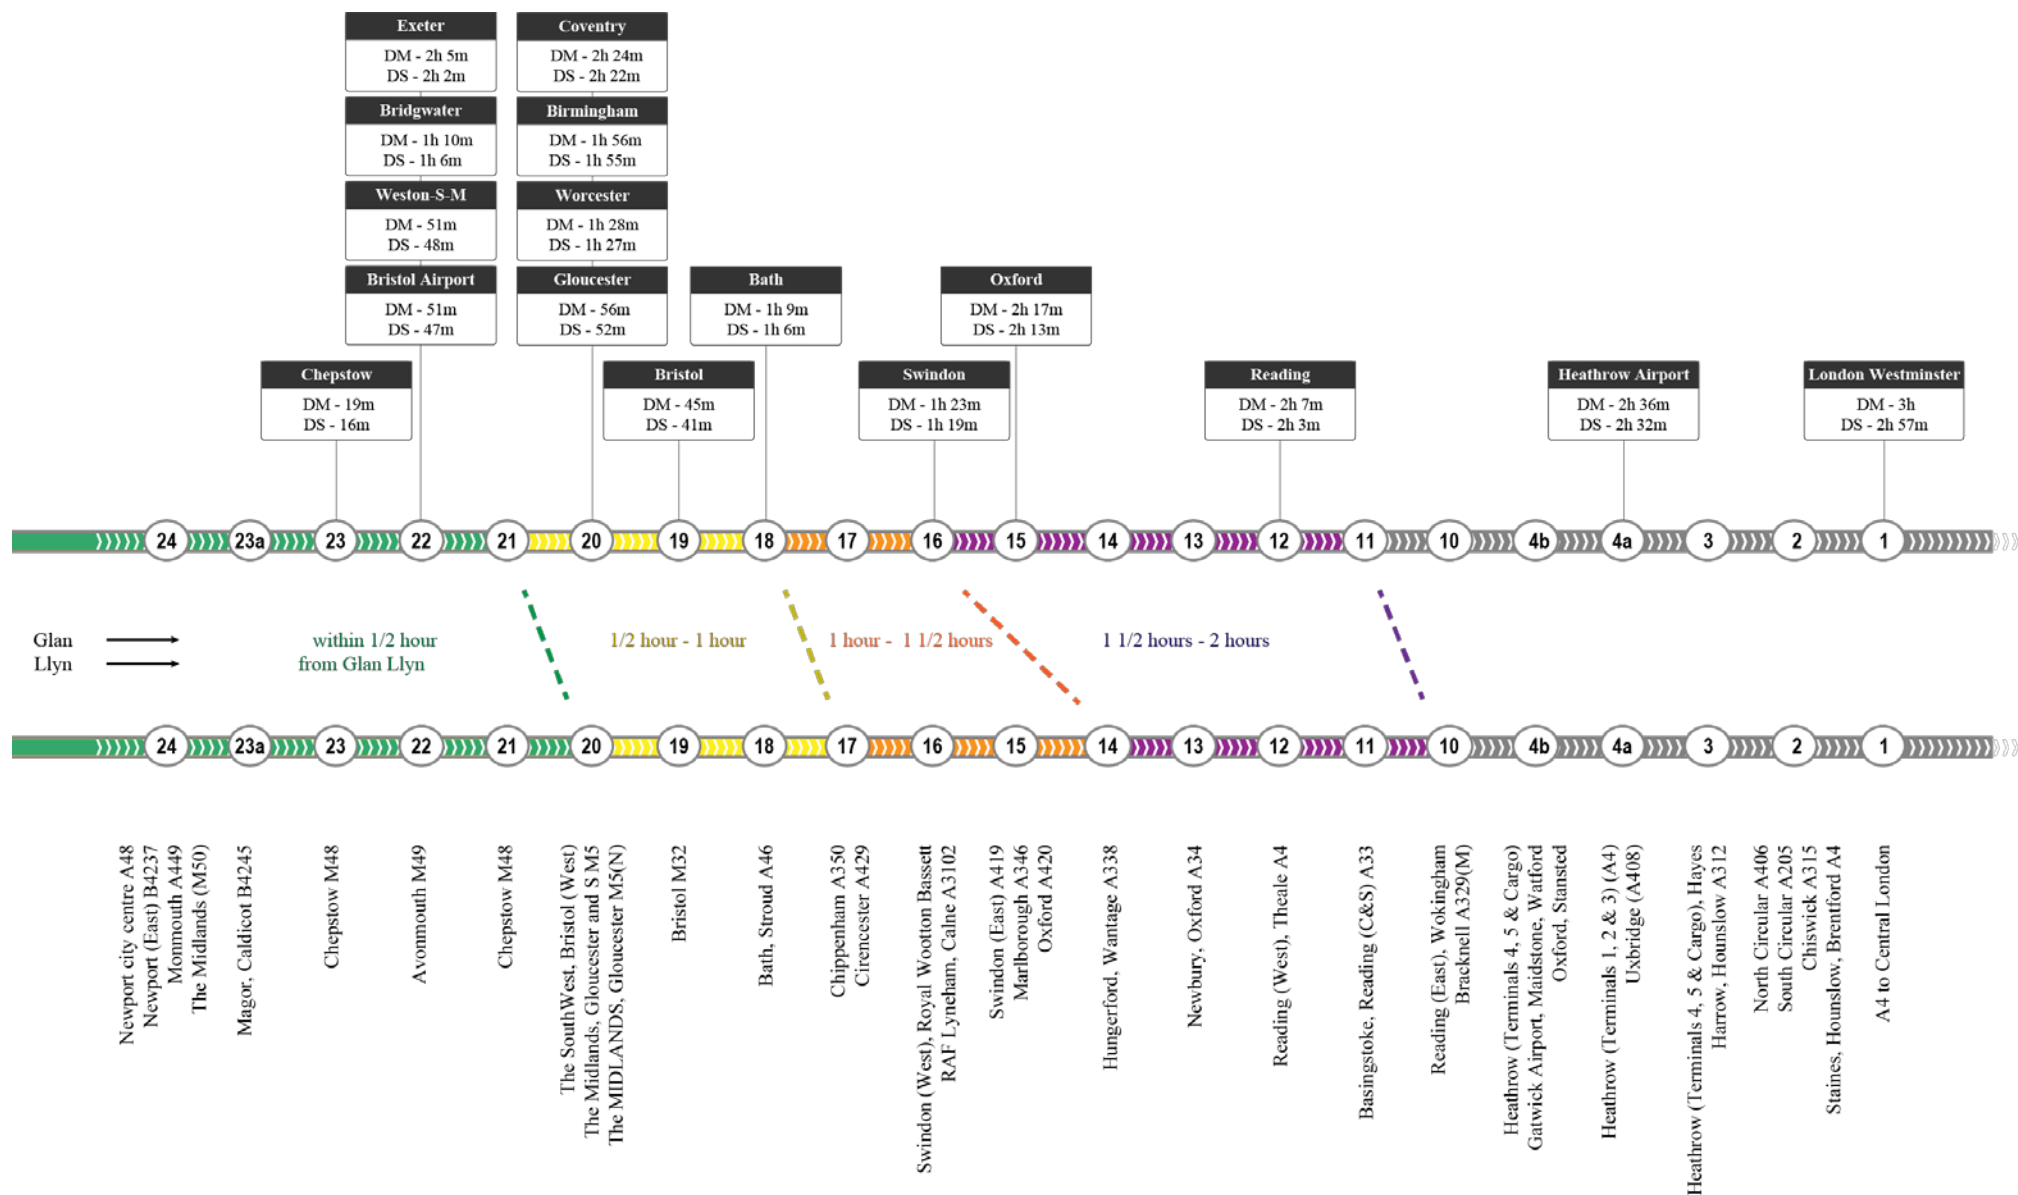 Exeter
DM - 2h 5m
DS - 2h 2m
Bridgwater
DM - 1h 10m
DS - 1h 6m
Weston-S-M
DM - 51m
DS - 48m
Bristol Airport
DM - 51m
DS - 47m
Coventry
DM - 2h 24m
DS - 2h 22m
Birmingham
DM - 1h 56m
DS - 1h 55m
Worcester
DM - 1h 28m
DS - 1h 27m
Gloucester
DM - 56m
DS - 52m
Bath
DM - 1h 9m
DS - 1h 6m
Oxford
DM - 2h 17m
DS - 2h 13m
Chepstow
DM - 19m
DS - 16m
Bristol
DM - 45m
DS - 41m
Swindon
DM - 1h 23m
DS - 1h 19m
Reading
DM - 2h 7m
DS - 2h 3m
Heathrow Airport
DM - 2h 36m
DS - 2h 32m
London Westminster
DM - 3h
DS - 2h 57m
24 23a 23 22 21 20 19 18 17 16 15 14 13 12 11 10 4b 4a 3 2 1
Glan
Llyn
within 1/2 hour
from Glan Llyn
1/2 hour - 1 hour
1 hour - 1 1/2 hours
1 1/2 hours - 2 hours
24 23a 23 22 21 20 19 18 17 16 15 14 13 12 11 10 4b 4a 3 2 1
Newport city centre A48
Newport (East) B4237
Monmouth A449
The Midlands (M50)
Magor, Caldicot B4245
Chepstow M48
Avonmouth M49
Chepstow M48
The SouthWest, Bristol (West)
The Midlands, Gloucester and S M5
The MIDLANDS, Gloucester M5(N)
Bristol M32
Bath, Stroud A46
Chippenham A350
Cirencester A429
Swindon (West), Royal Wootton Bassett
RAF Lyneham, Calne A3102
Swindon (East) A419
Marlborough A346
Oxford A420
Hungerford, Wantage A338
Newbury, Oxford A34
Reading (West), Theale A4
Basingstoke, Reading (C&S) A33
Reading (East), Wokingham
Bracknell A329(M)
Heathrow (Terminals 4, 5 & Cargo)
Gatwick Airport, Maidstone, Watford
Oxford, Stansted
Heathrow (Terminals 1, 2 & 3) (A4)
Uxbridge (A408)
Heathrow (Terminals 4, 5 & Cargo), Hayes
Harrow, Hounslow A312
North Circular A406
South Circular A205
Chiswick A315
Staines, Hounslow, Brentford A4
A4 to Central London